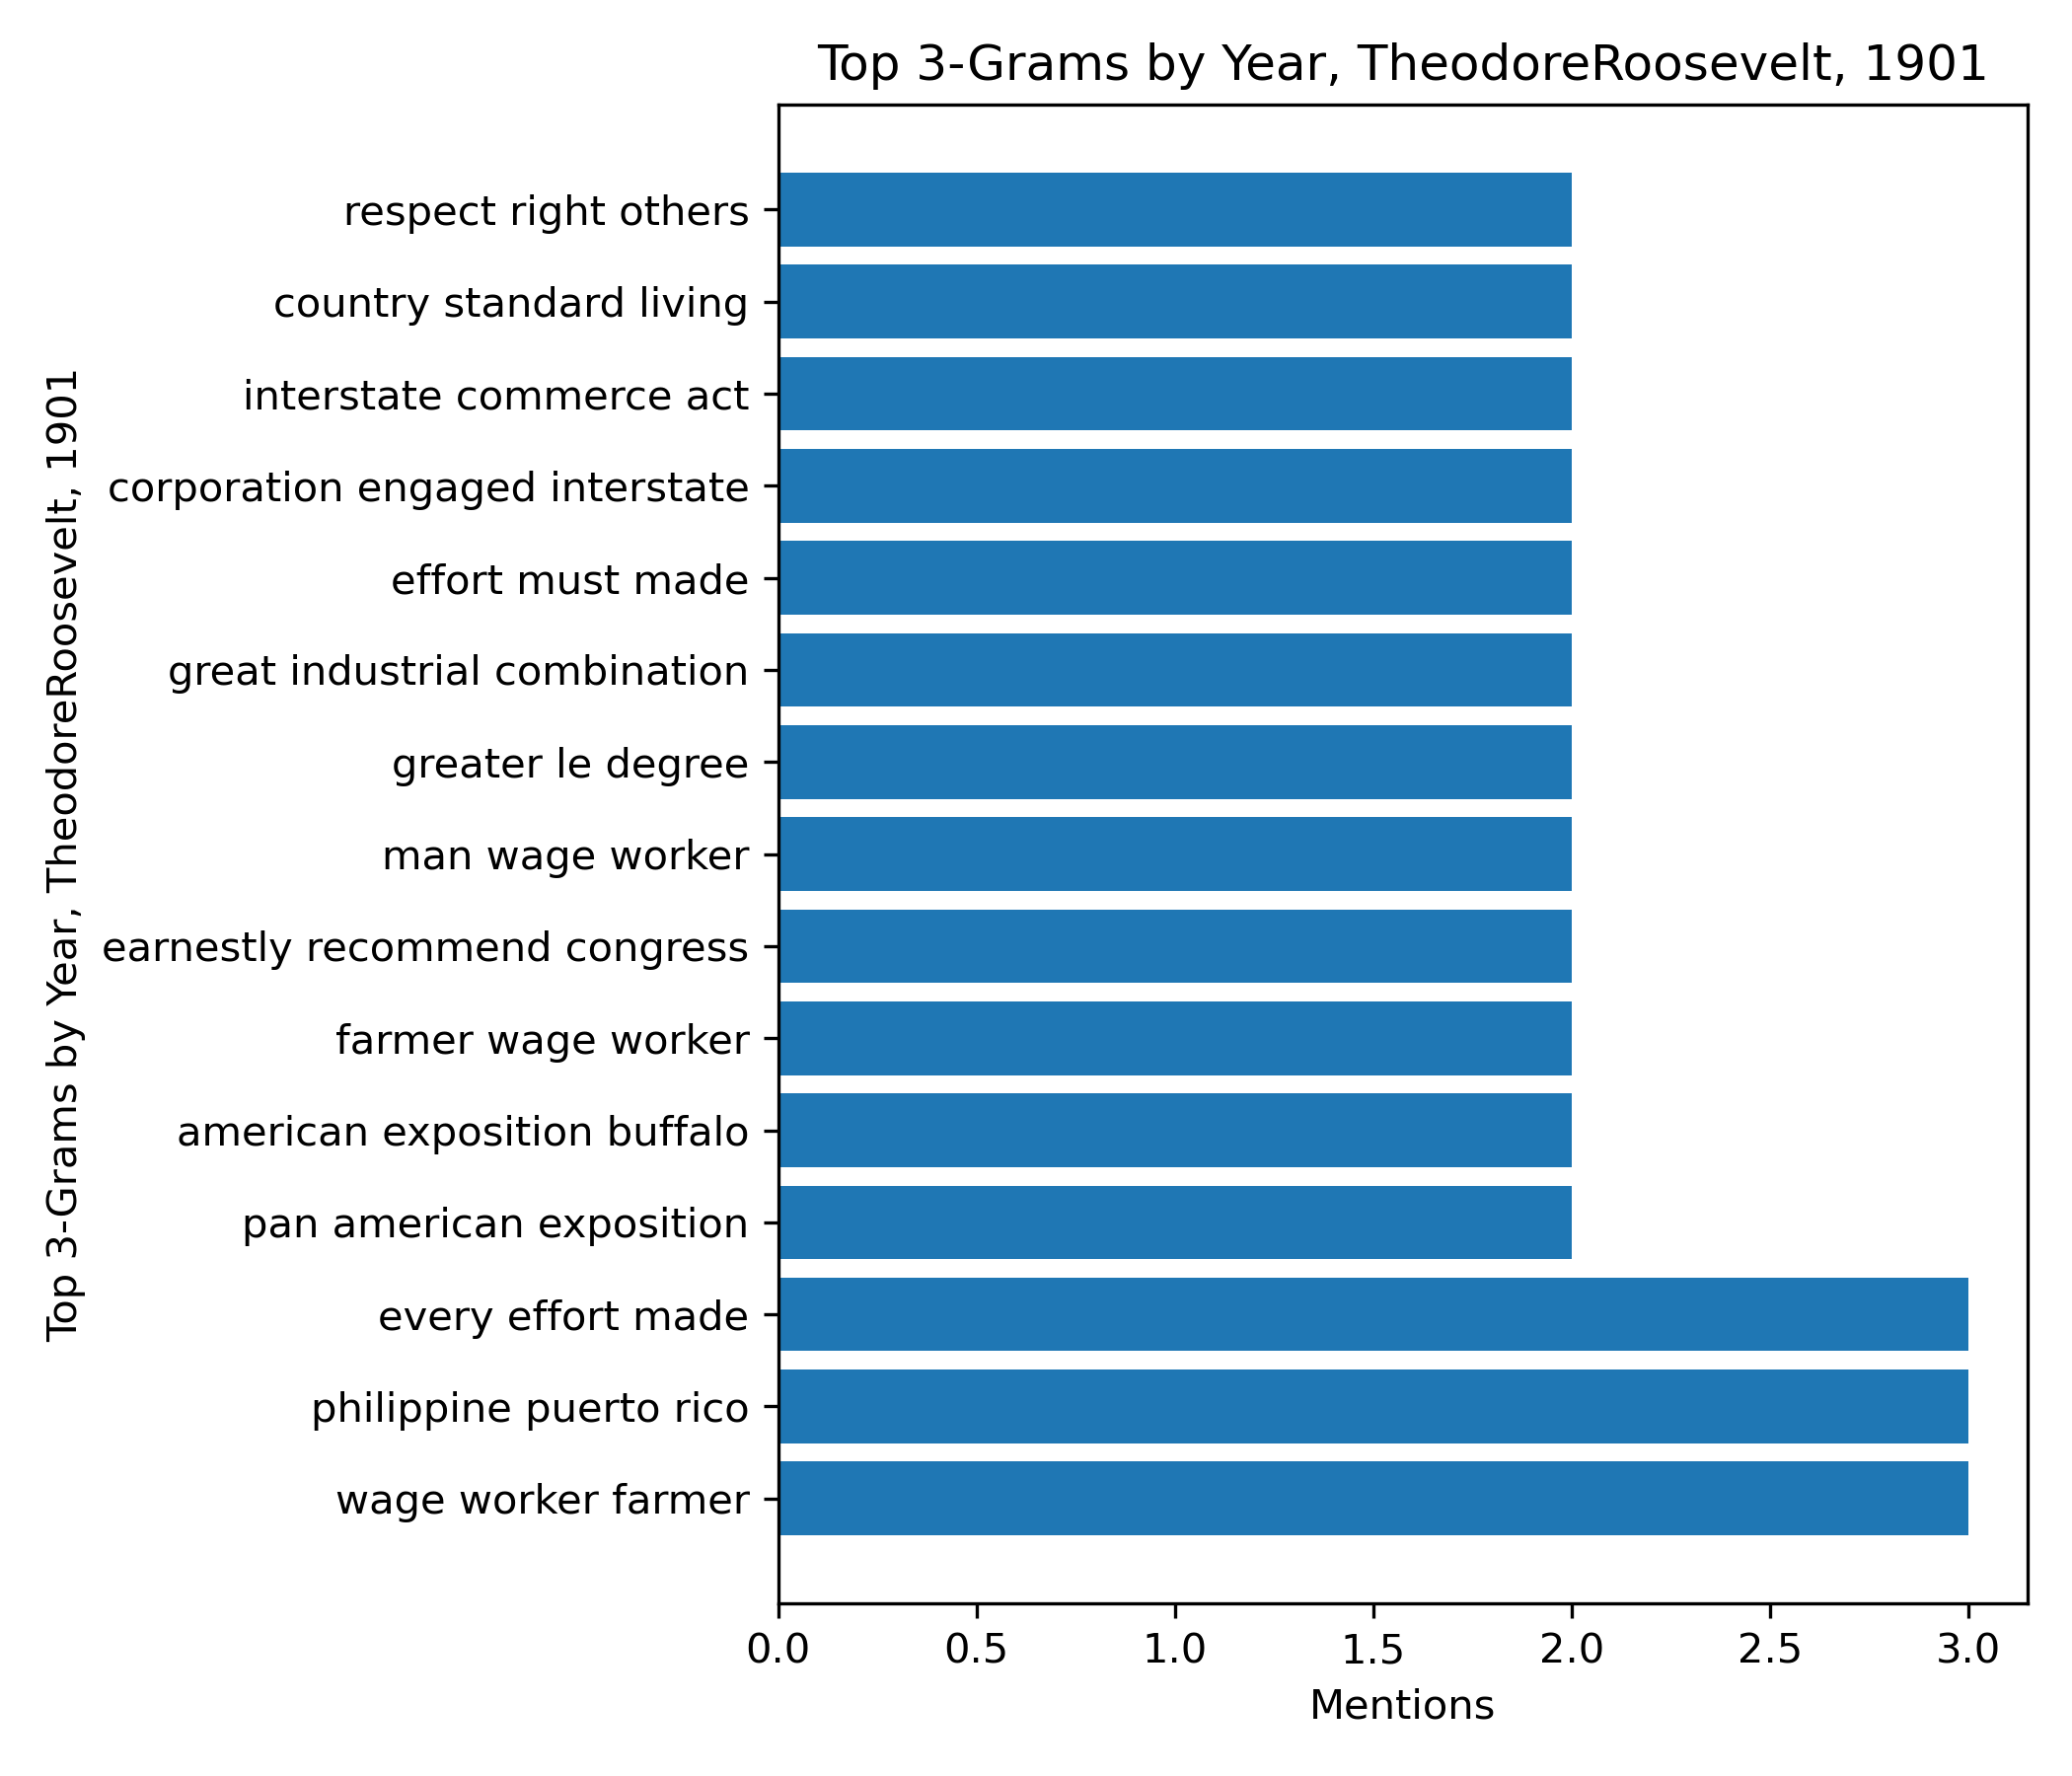 Top 3-Grams by Year, TheodoreRoosevelt, 1901
Top 3-Grams by Year, TheodoreRoosevelt, 1901
respect right others
country standard living
interstate commerce act
corporation engaged interstate
effort must made
great industrial combination
greater le degree
man wage worker
earnestly recommend congress
farmer wage worker
american exposition buffalo
pan american exposition
every effort made
philippine puerto rico
wage worker farmer
0.0 0.5 1.0 1.5 2.0 2.5 3.0
Mentions